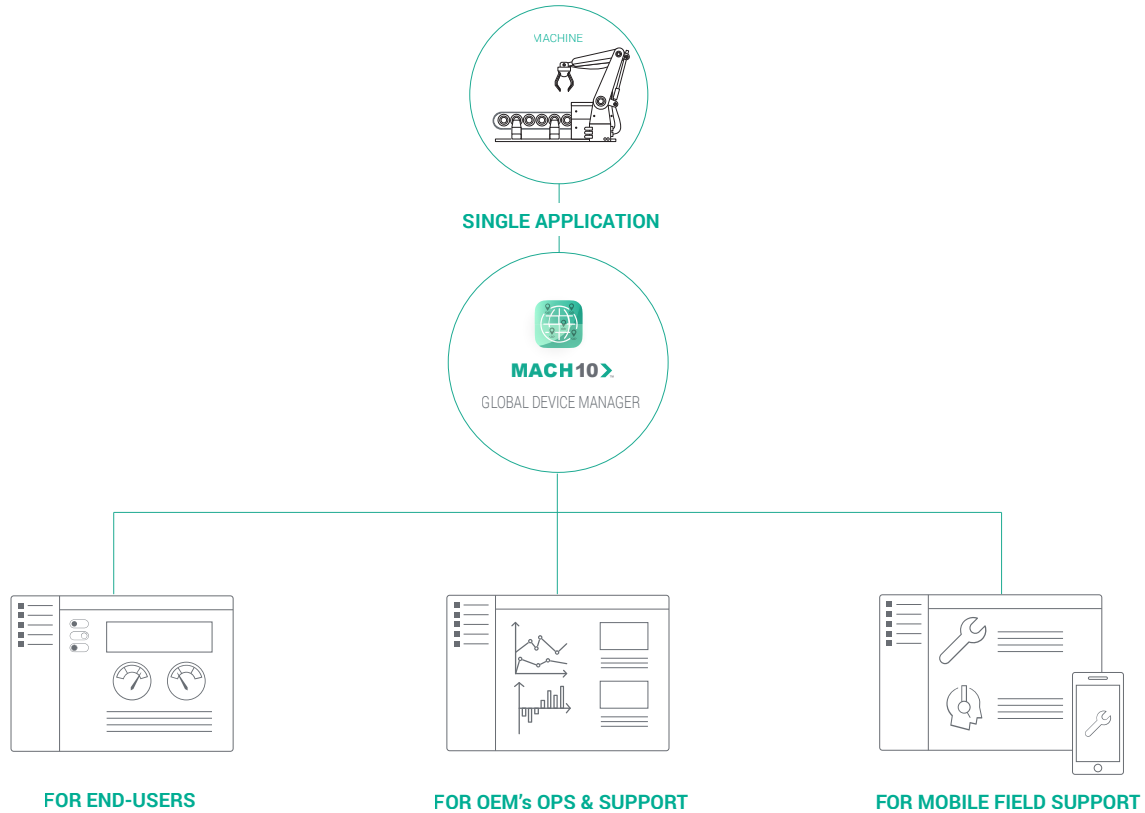 MACHINE
SINGLE APPLICATION
MACH10
GLOBAL DEVICE MANAGER
FOR END-USERS
FOR OEM's OPS & SUPPORT
FOR MOBILE FIELD SUPPORT